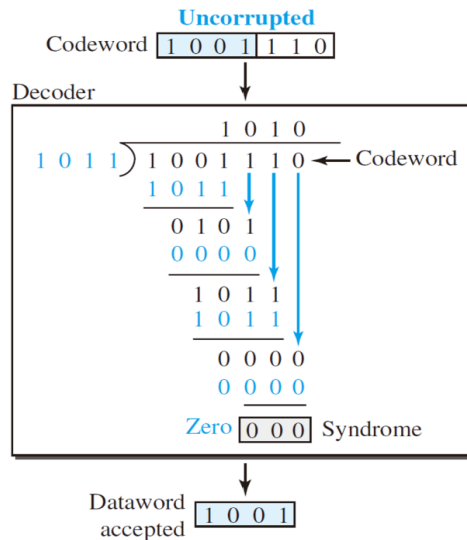 Uncorrupted
Codeword 1 0 0 1 1 1 0
Decoder
1 0 1 0
1 0 1 1 ) 1 0 0 1 1 1 0 Codeword
1 0 1 1
0 1 0 1
0 0 0 0
1 0 1 1
1 0 1 1
0 0 0 0
0 0 0 0
Zero 0 0 0 Syndrome
Dataword
accepted 1 0 0 1